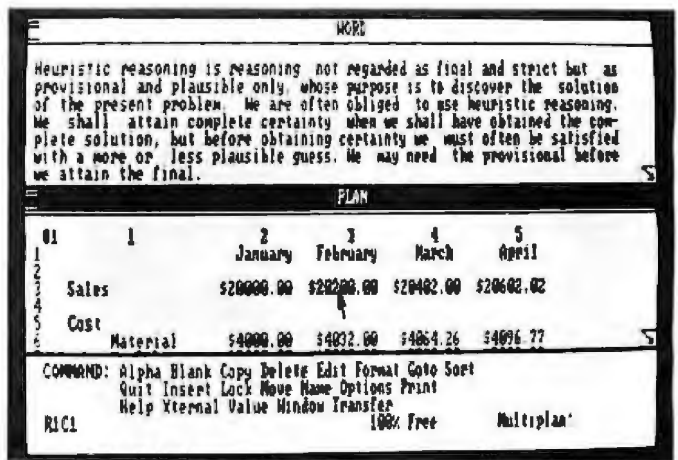 WORD
Heuristic reasoning is reasoning not regarded as final and strict but as
provisional and plausible only, whose purpose is to discover the solution
of the present problem. We are often obliged to use heuristic reasoning.
We shall attain complete certainty when we shall have obtained the com-
plete solution, but before obtaining certainty we must often be satisfied
with a more or less plausible guess. We may need the provisional before
we attain the final.
PLAN
1 2 3 4 5
January February March April
1
2
3 Sales $20000.00 $20200.00 $20402.00 $20602.02
4
5 Cost
6 Material $4000.00 $4032.00 $4064.26 $4096.77
COMMAND: Alpha Blank Copy Delete Edit Format Goto Sort
Quit Insert Lock Move Name Options Print
Help Xternal Value Window Transfer
R1C1 100% Free Multiplan